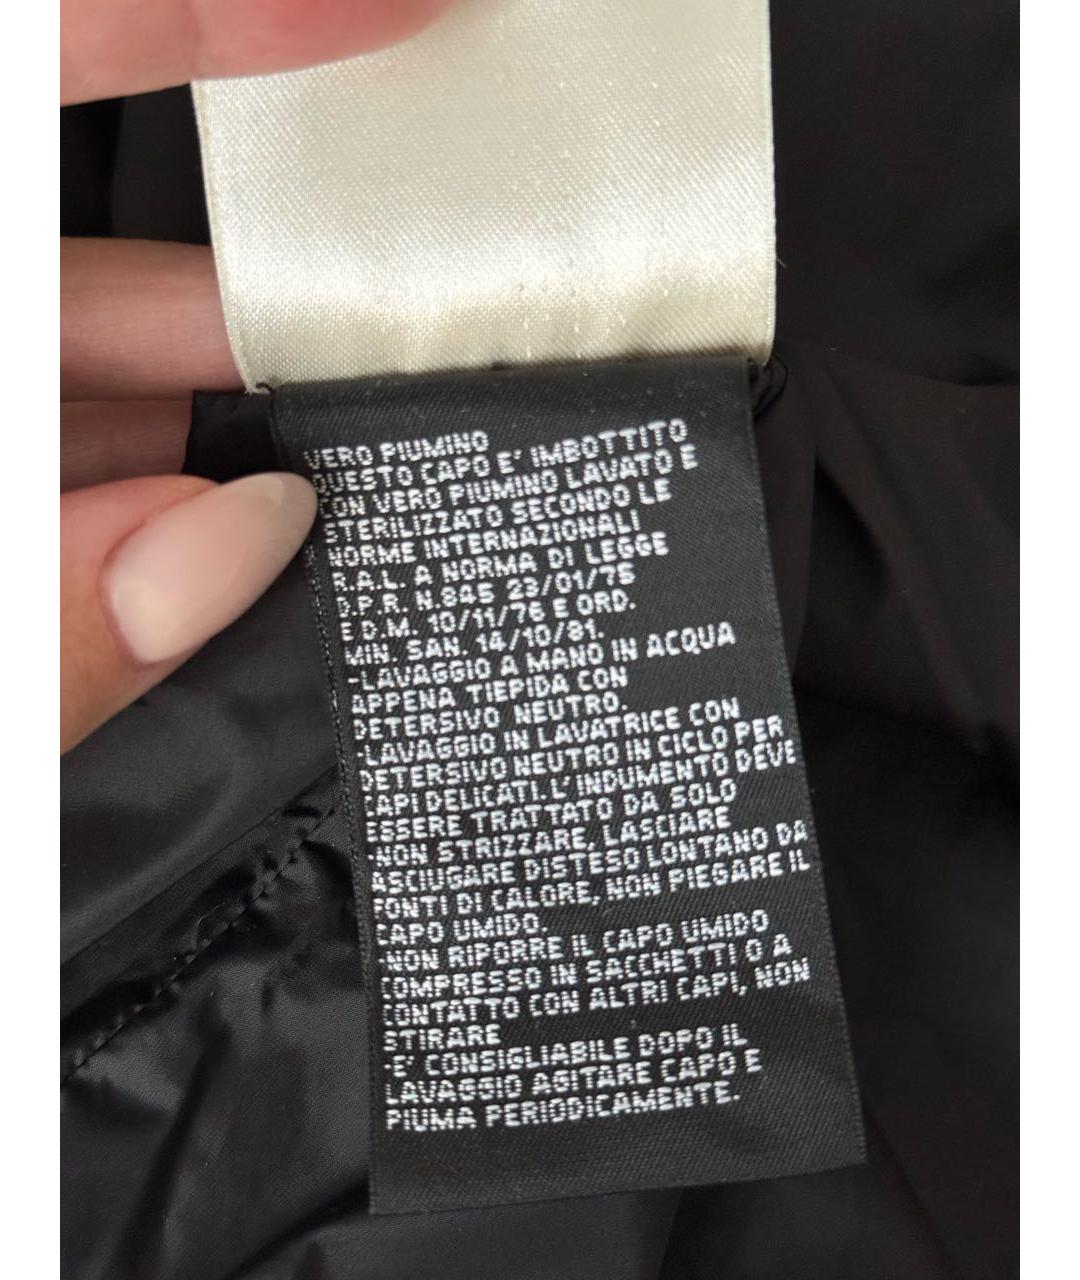 VERO PIUMINO
QUESTO CAPO E' IMBOTTITO
CON VERO PIUMINO LAVATO E
STERILIZZATO SECONDO LE
NORME INTERNAZIONALI
R.A.L. A NORMA DI LEGGE
D.P.R. N.845 23/01/75
E D.M. 10/11/76 E ORD.
MIN. SAN. 14/10/81.
-LAVAGGIO A MANO IN ACQUA
APPENA TIEPIDA CON
DETERSIVO NEUTRO.
-LAVAGGIO IN LAVATRICE CON
DETERSIVO NEUTRO IN CICLO PER
CAPI DELICATI.L'INDUMENTO DEVE
ESSERE TRATTATO DA SOLO
-NON STRIZZARE, LASCIARE
ASCIUGARE DISTESO LONTANO DA
FONTI DI CALORE, NON PIEGARE IL
CAPO UMIDO.
NON RIPORRE IL CAPO UMIDO
COMPRESSO IN SACCHETTI O A
CONTATTO CON ALTRI CAPI, NON
STIRARE
-E' CONSIGLIABILE DOPO IL
LAVAGGIO AGITARE CAPO E
PIUMA PERIODICAMENTE.